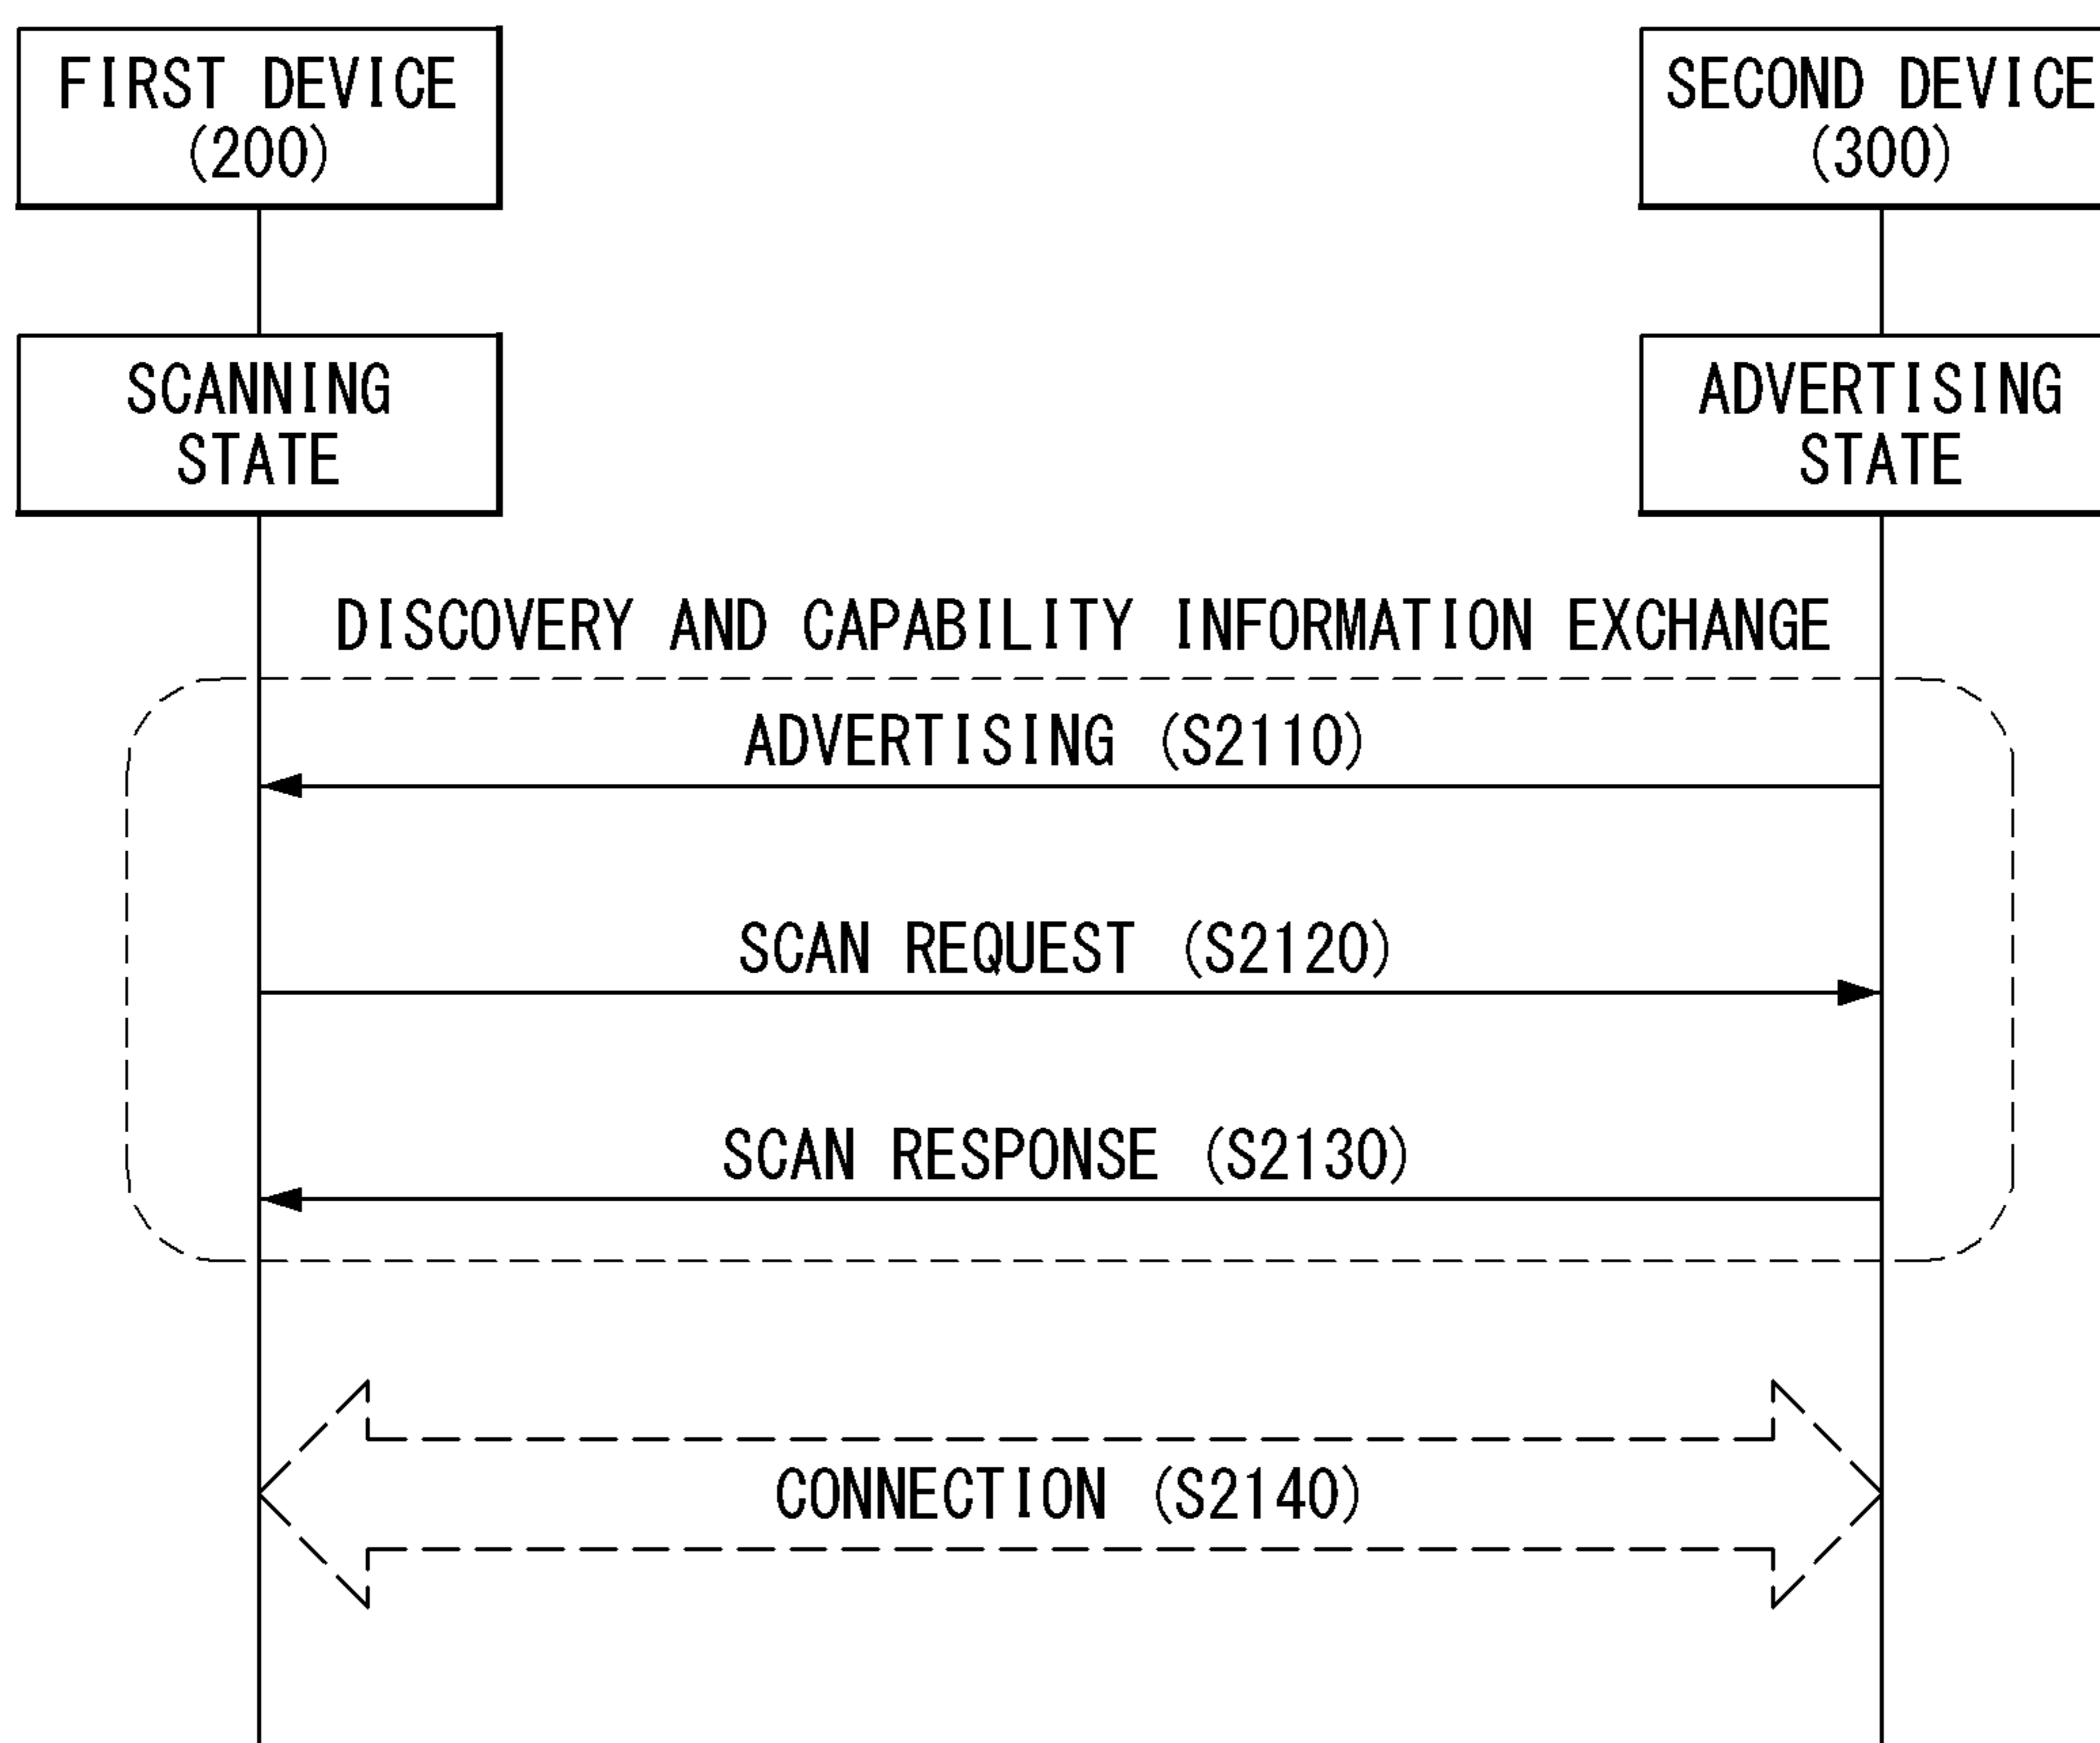 FIRST DEVICE
(200)
SECOND DEVICE
(300)
SCANNING
STATE
ADVERTISING
STATE
DISCOVERY AND CAPABILITY INFORMATION EXCHANGE
ADVERTISING (S2110)
SCAN REQUEST (S2120)
SCAN RESPONSE (S2130)
CONNECTION (S2140)